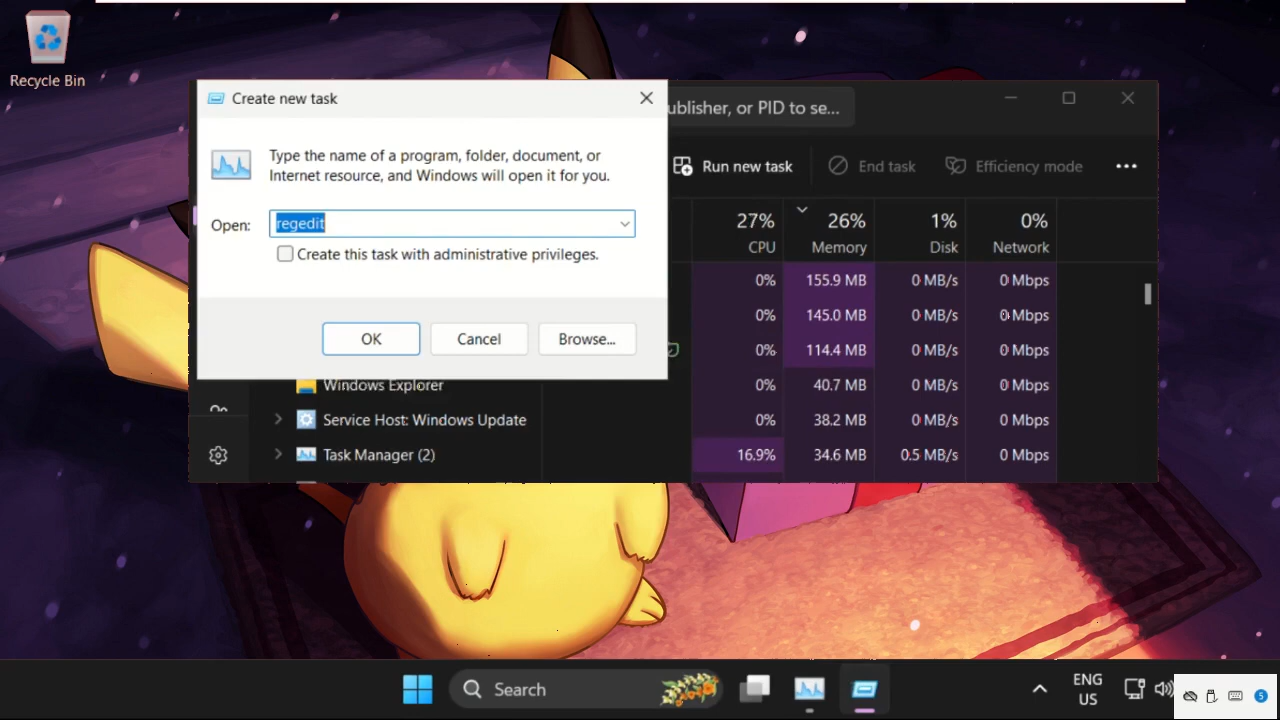 Recycle Bin
Create new task
ublisher, or PID to se...
Type the name of a program, folder, document, or
Internet resource, and Windows will open it for you.
Run new task
End task
Efficiency mode
Open:
regedit
Create this task with administrative privileges.
27% 26% 1% 0%
CPU Memory Disk Network
0% 155.9 MB 0 MB/s 0 Mbps
0% 145.0 MB 0 MB/s 0 Mbps
OK
Cancel
Browse...
0% 114.4 MB 0 MB/s 0 Mbps
Windows Explorer 0% 40.7 MB 0 MB/s 0 Mbps
Service Host: Windows Update 0% 38.2 MB 0 MB/s 0 Mbps
Task Manager (2) 16.9% 34.6 MB 0.5 MB/s 0 Mbps
Search
ENG
US
5